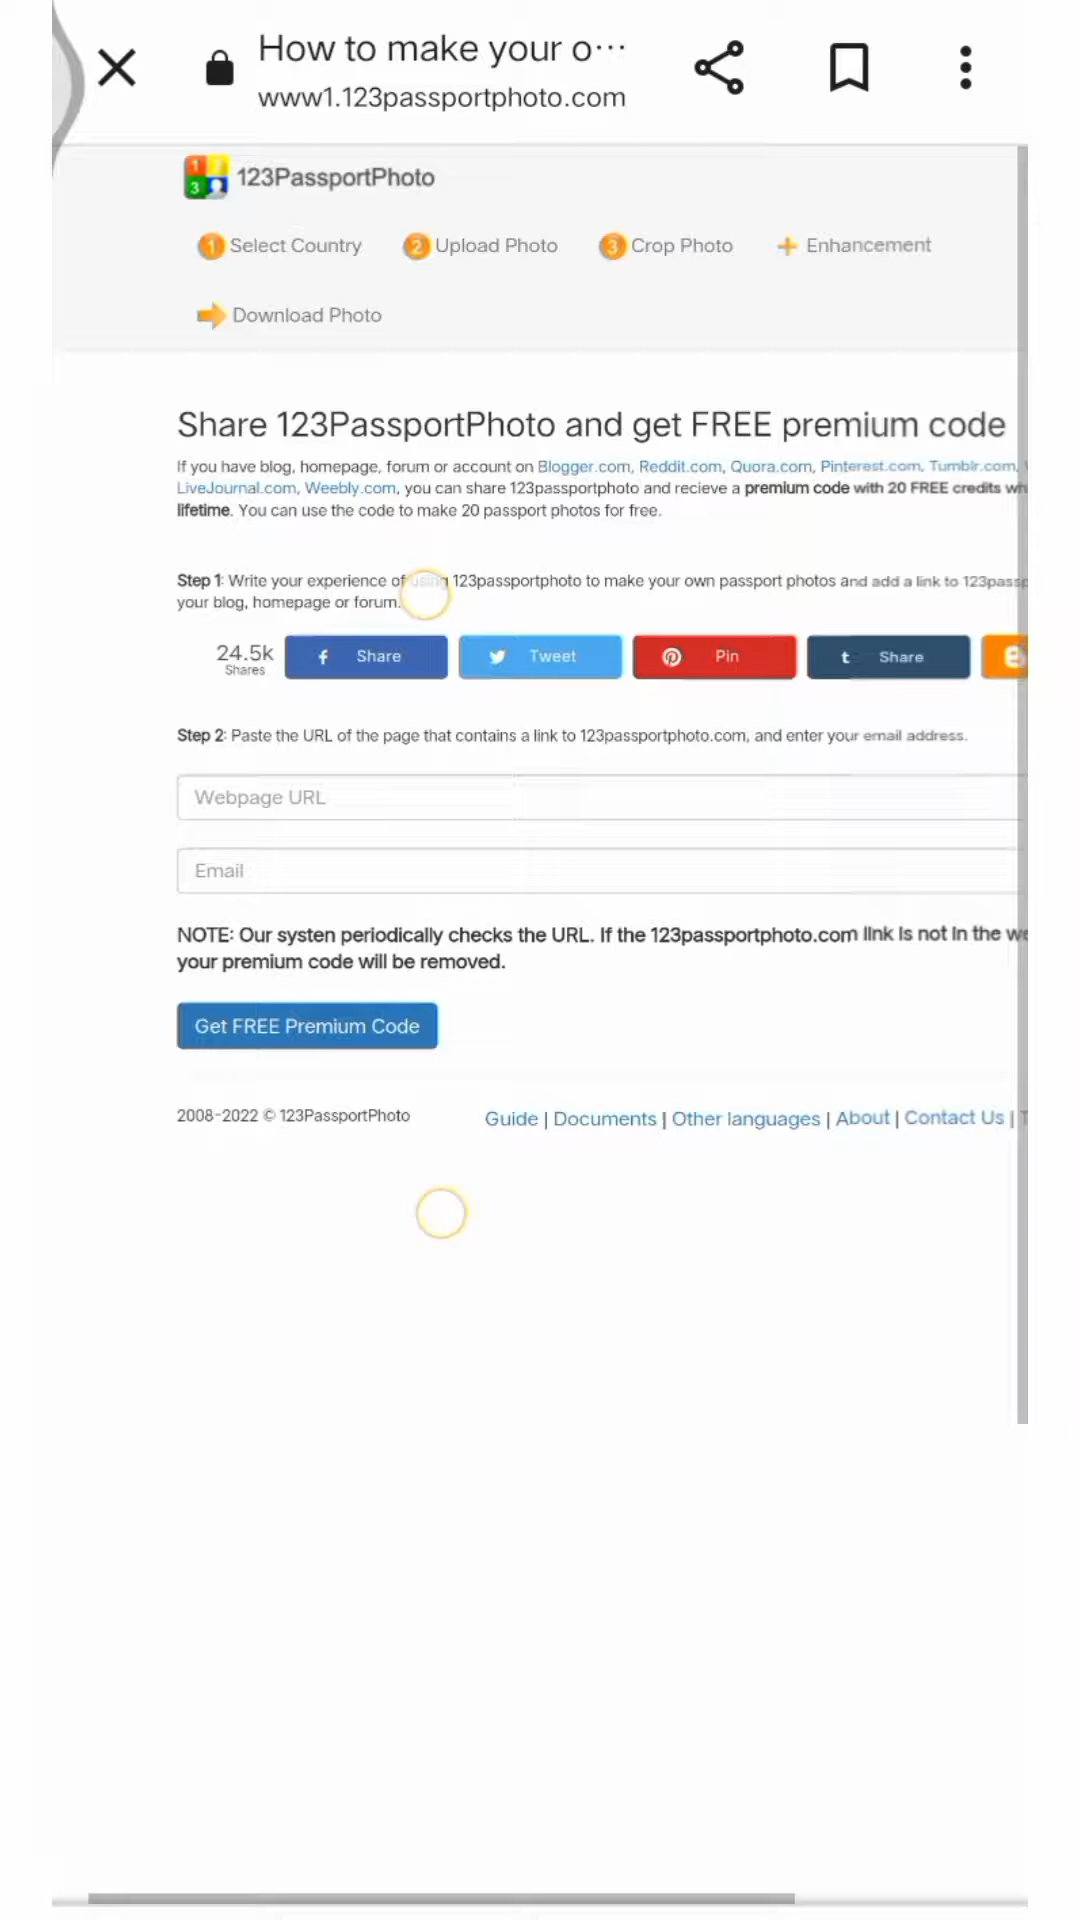 How to make your o···
www1.123passportphoto.com
123PassportPhoto
1 Select Country 2 Upload Photo 3 Crop Photo + Enhancement
Download Photo
Share 123PassportPhoto and get FREE premium code
If you have blog, homepage, forum or account on Blogger.com, Reddit.com, Quora.com, Pinterest.com, Tumblr.com,
LiveJournal.com, Weebly.com, you can share 123passportphoto and recieve a premium code with 20 FREE credits
lifetime. You can use the code to make 20 passport photos for free.
Step 1: Write your experience of using 123passportphoto to make your own passport photos and add a link to
your blog, homepage or forum.
24.5k
Shares
Share Tweet Pin Share
Step 2: Paste the URL of the page that contains a link to 123passportphoto.com, and enter your email address.
Webpage URL
Email
NOTE: Our systen periodically checks the URL. If the 123passportphoto.com link is not in the
your premium code will be removed.
Get FREE Premium Code
2008-2022 © 123PassportPhoto
Guide | Documents | Other languages | About | Contact Us |